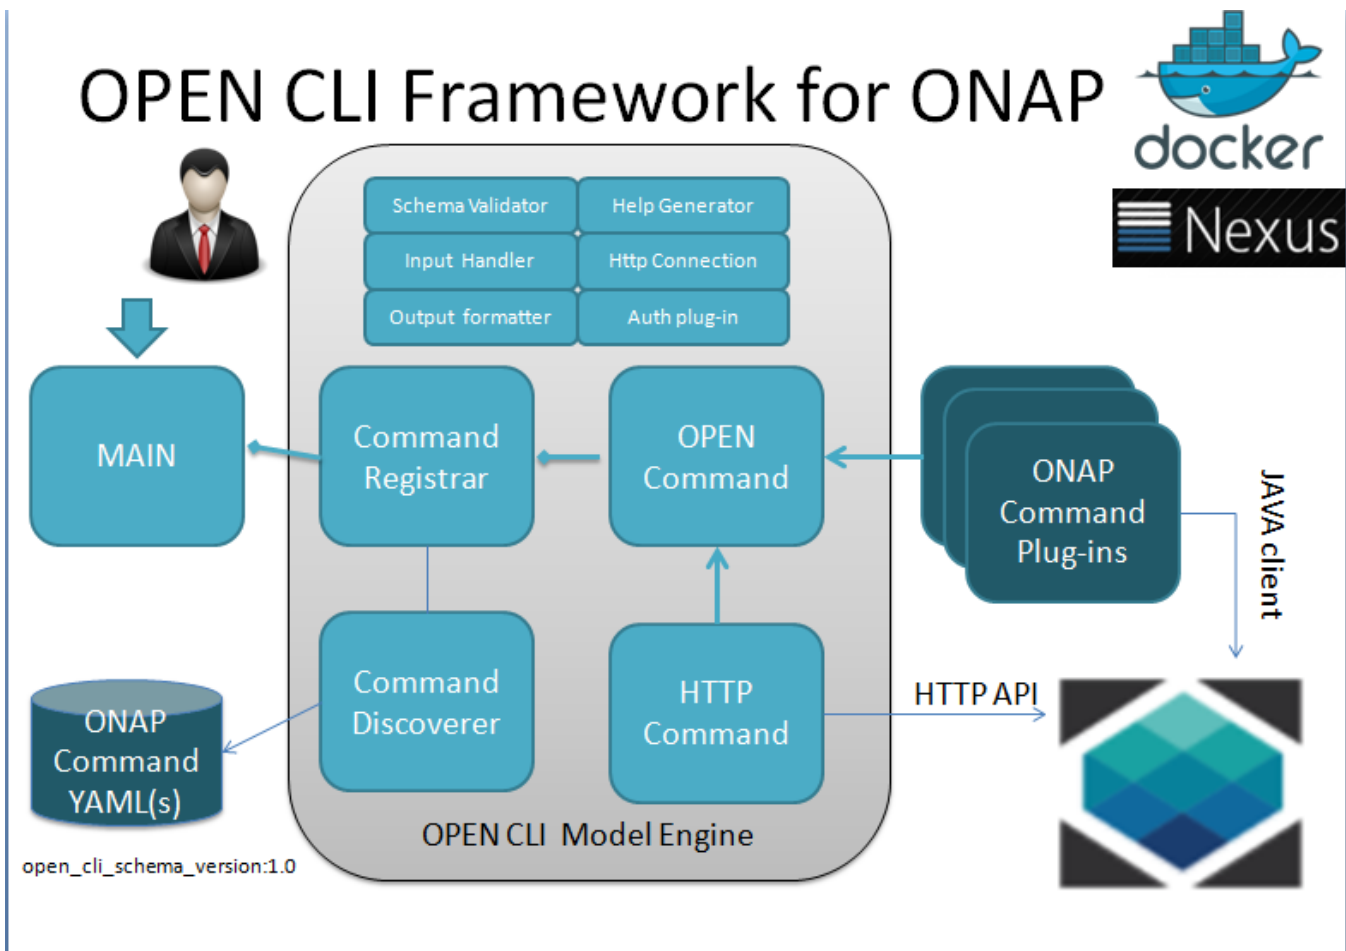 OPEN CLI Framework for ONAP
docker
Nexus
Schema Validator
Help Generator
Input Handler
Http Connection
Output formatter
Auth plug-in
MAIN
Command
Registrar
OPEN
Command
ONAP
Command
Plug-ins
JAVA client
Command
Discoverer
HTTP
Command
HTTP API
ONAP
Command
YAML(s)
OPEN CLI Model Engine
open_cli_schema_version:1.0